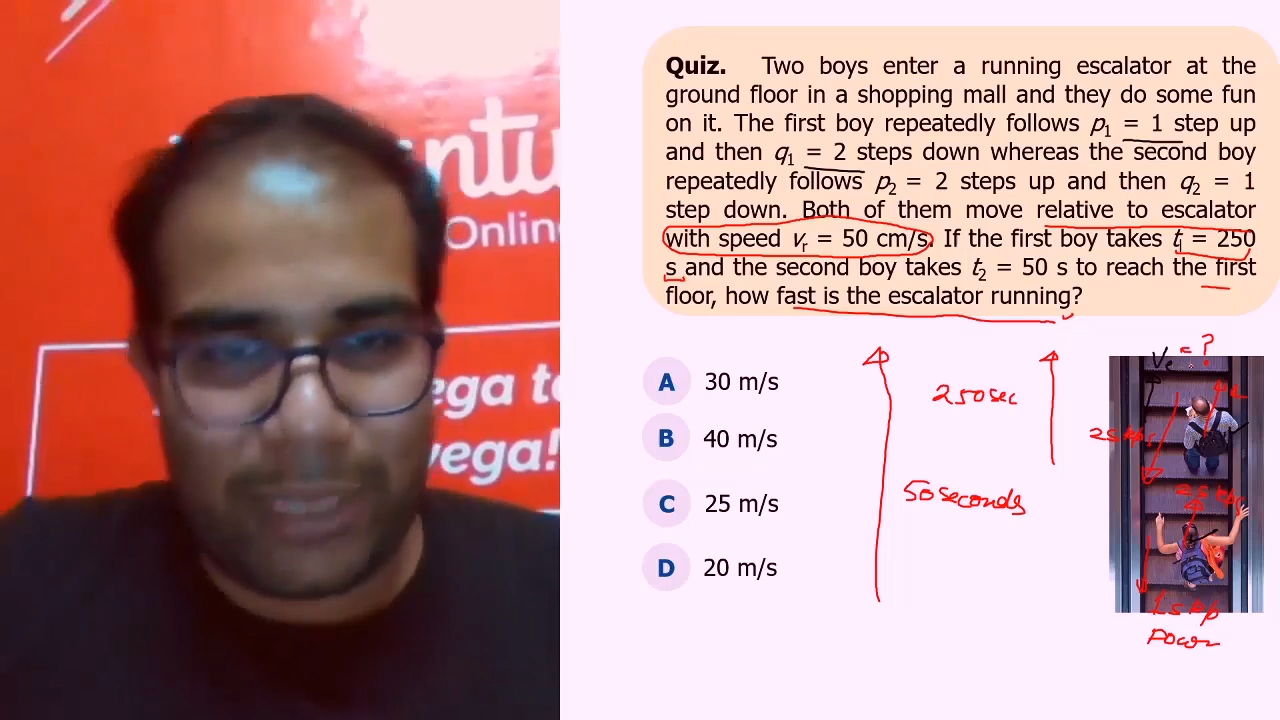 ntu
Online
ega t
vega!
Quiz. Two boys enter a running escalator at the
ground floor in a shopping mall and they do some fun
on it. The first boy repeatedly follows p₁ = 1 step up
and then q₁ = 2 steps down whereas the second boy
repeatedly follows p₂ = 2 steps up and then q₂ = 1
step down. Both of them move relative to escalator
with speed vᵣ = 50 cm/s. If the first boy takes t₁ = 250
s and the second boy takes t₂ = 50 s to reach the first
floor, how fast is the escalator running?
A 30 m/s
B 40 m/s
C 25 m/s
D 20 m/s
250sec
50seconds
Ve = ?